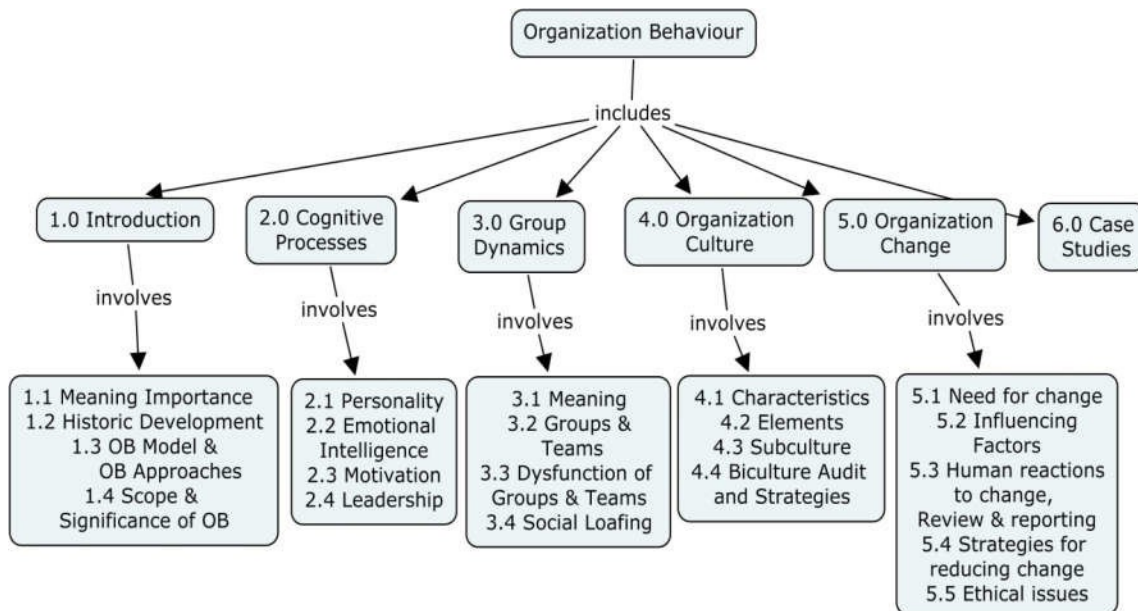 Organization Behaviour
includes
1.0 Introduction
2.0 Cognitive
Processes
3.0 Group
Dynamics
4.0 Organization
Culture
5.0 Organization
Change
6.0 Case
Studies
involves
involves
involves
involves
involves
1.1 Meaning Importance
1.2 Historic Development
1.3 OB Model &
OB Approaches
1.4 Scope &
Significance of OB
2.1 Personality
2.2 Emotional
Intelligence
2.3 Motivation
2.4 Leadership
3.1 Meaning
3.2 Groups &
Teams
3.3 Dysfunction of
Groups & Teams
3.4 Social Loafing
4.1 Characteristics
4.2 Elements
4.3 Subculture
4.4 Biculture Audit
and Strategies
5.1 Need for change
5.2 Influencing
Factors
5.3 Human reactions
to change,
Review & reporting
5.4 Strategies for
reducing change
5.5 Ethical issues